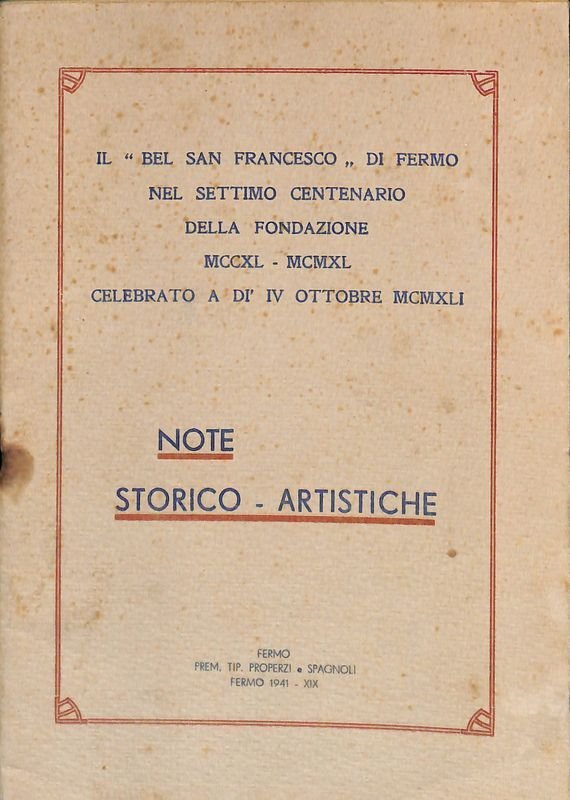 IL “ BEL SAN FRANCESCO „ DI FERMO
NEL SETTIMO CENTENARIO
DELLA FONDAZIONE
MCCXL - MCMXL
CELEBRATO A DI' IV OTTOBRE MCMXLI
NOTE
STORICO - ARTISTICHE
FERMO
PREM. TIP. PROPERZI e SPAGNOLI
FERMO 1941 - XIX